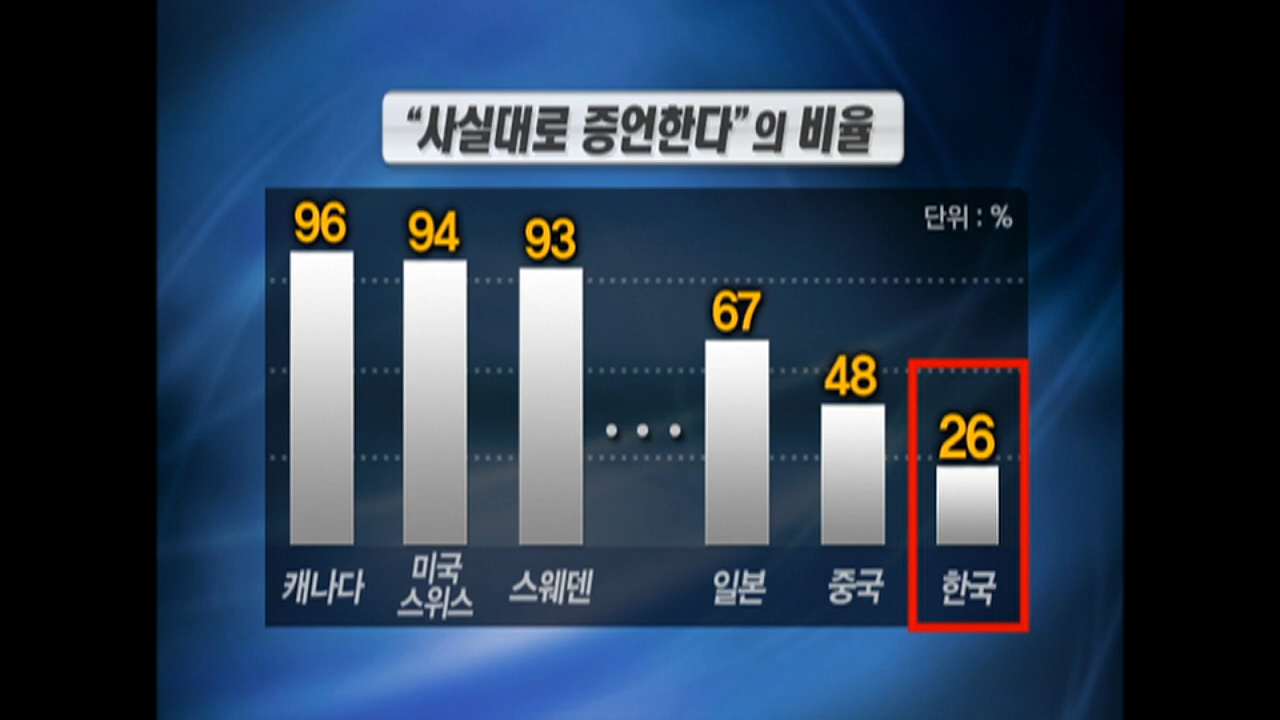 “사실대로 증언한다”의 비율
단위 : %
96
94
93
67
48
26
캐나다
미국
스위스
스웨덴
일본
중국
한국